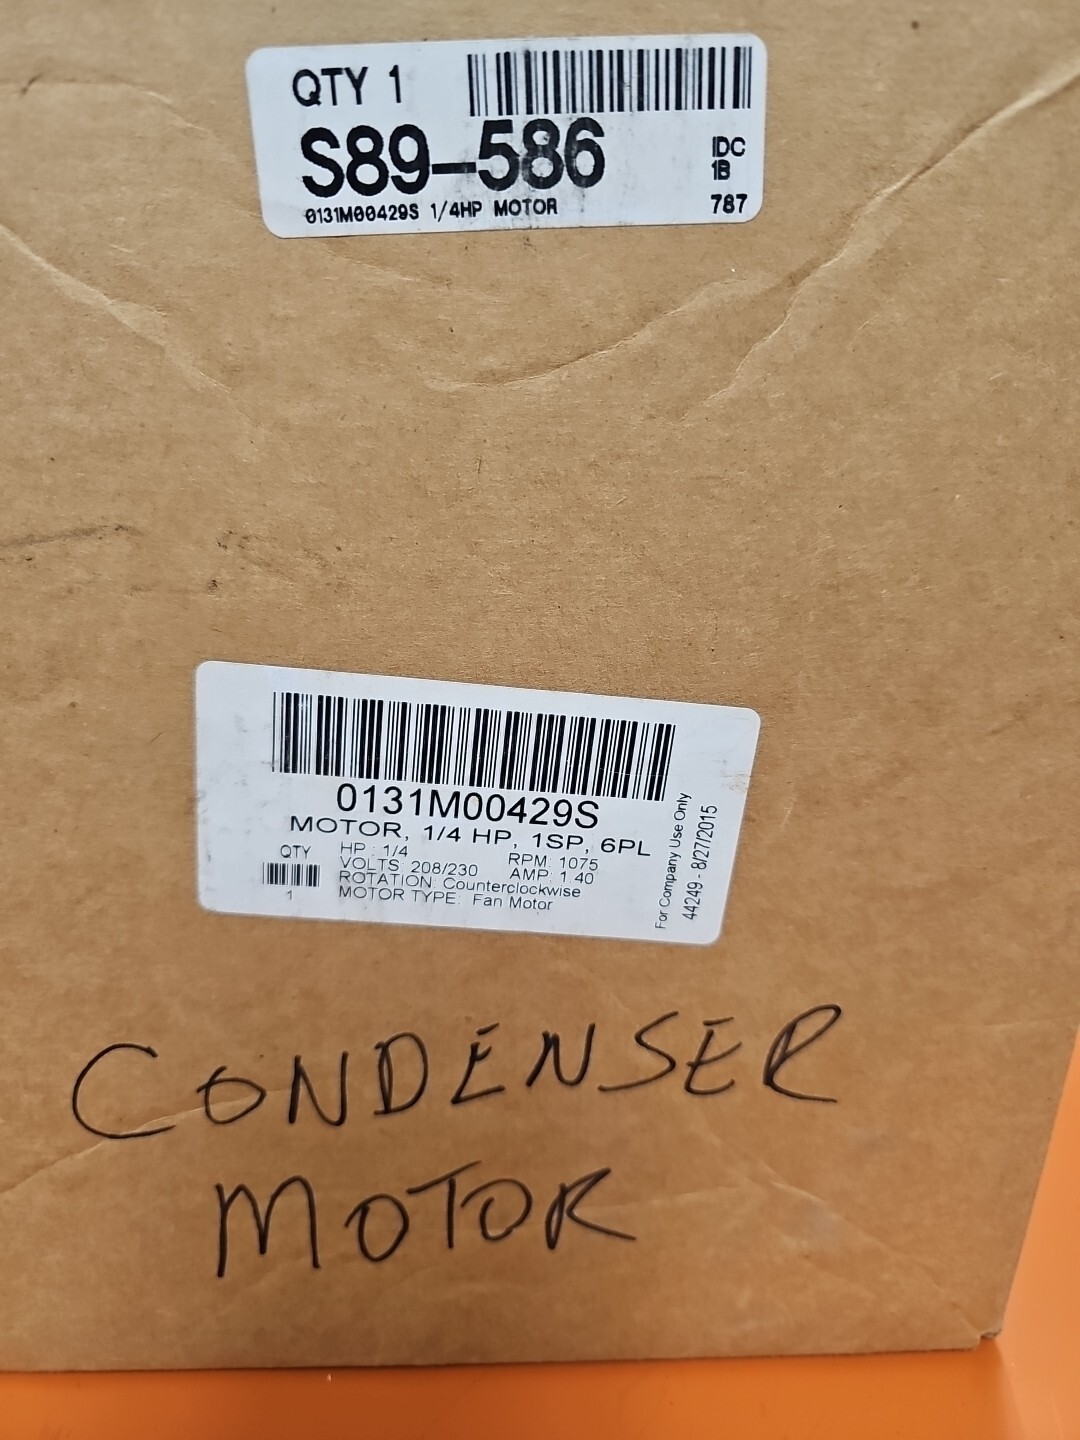 QTY 1
S89-586
IDC
1B
0131M00429S 1/4HP MOTOR
787
0131M00429S
MOTOR, 1/4 HP, 1SP, 6PL
QTY
1
HP : 1/4
RPM: 1075
VOLTS: 208/230
AMP: 1.40
ROTATION: Counterclockwise
MOTOR TYPE: Fan Motor
For Company Use Only
44249 - 8/27/2015
CONDENSER
MOTOR